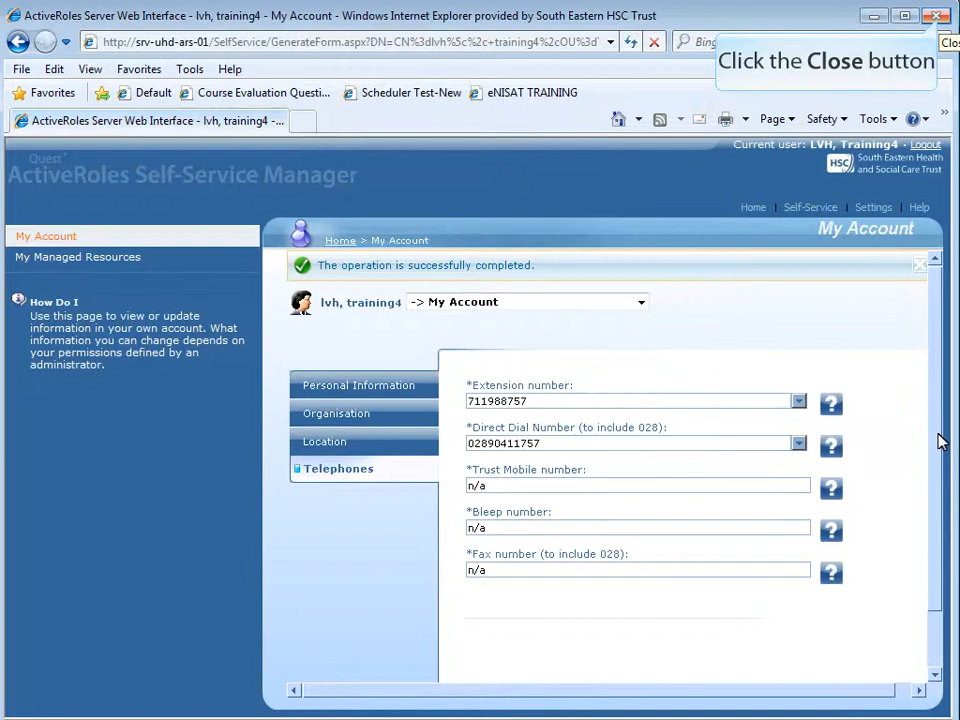 ActiveRoles Server Web Interface - lvh, training4 - My Account - Windows Internet Explorer provided by South Eastern HSC Trust
http://srv-uhd-ars-01/SelfService/GenerateForm.aspx?DN=CN%3dlvh%5c%2c+training4%2cOU%3d
Bing
Clos
Click the Close button
File Edit View Favorites Tools Help
Favorites Default Course Evaluation Questi... Scheduler Test-New eNISAT TRAINING
ActiveRoles Server Web Interface - lvh, training4 -...
Page Safety Tools
Current user: LVH, Training4 · Logout
Quest
ActiveRoles Self-Service Manager
HSC South Eastern Health
and Social Care Trust
Home | Self-Service | Settings | Help
My Account
My Account
Home > My Account
My Managed Resources
The operation is successfully completed.
How Do I
Use this page to view or update
information in your own account. What
information you can change depends on
your permissions defined by an
administrator.
lvh, training4 -> My Account
Personal Information
Organisation
Location
Telephones
*Extension number:
711988757
*Direct Dial Number (to include 028):
02890411757
*Trust Mobile number:
n/a
*Bleep number:
n/a
*Fax number (to include 028):
n/a